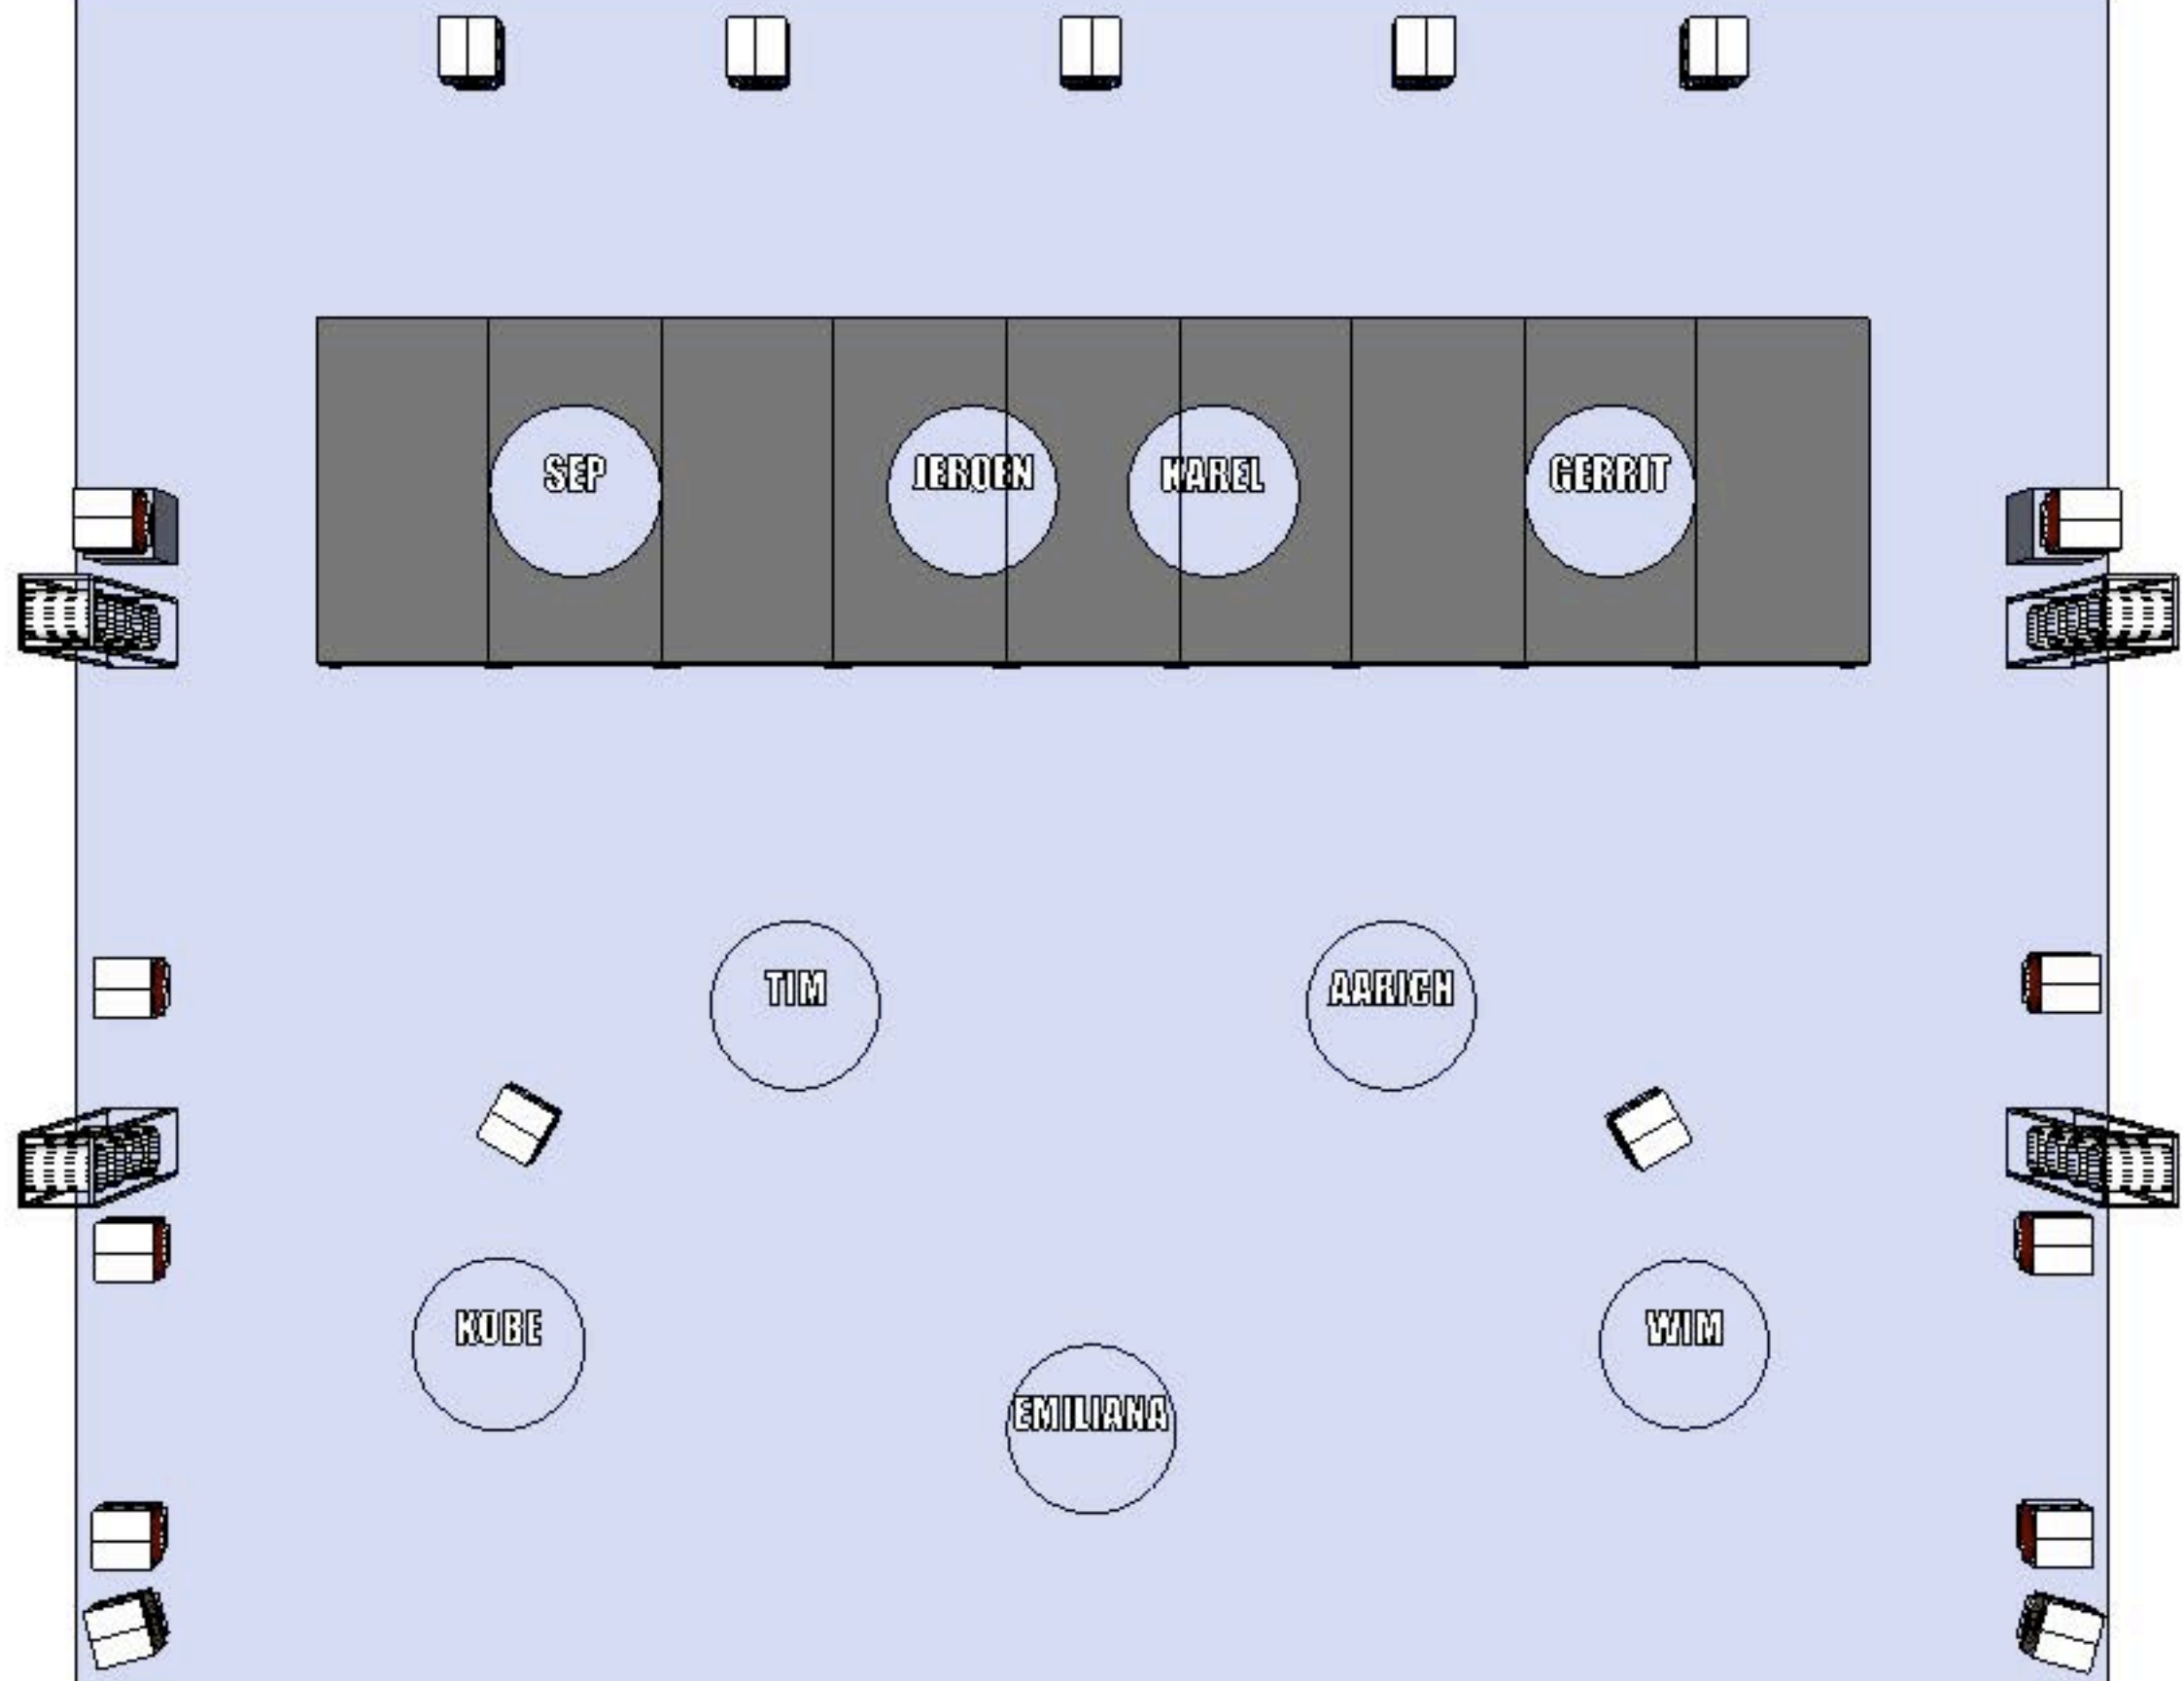 SEP
JEROEN
KAREL
GERRIT
TIM
AARICH
KOBE
WIM
EMILIANA